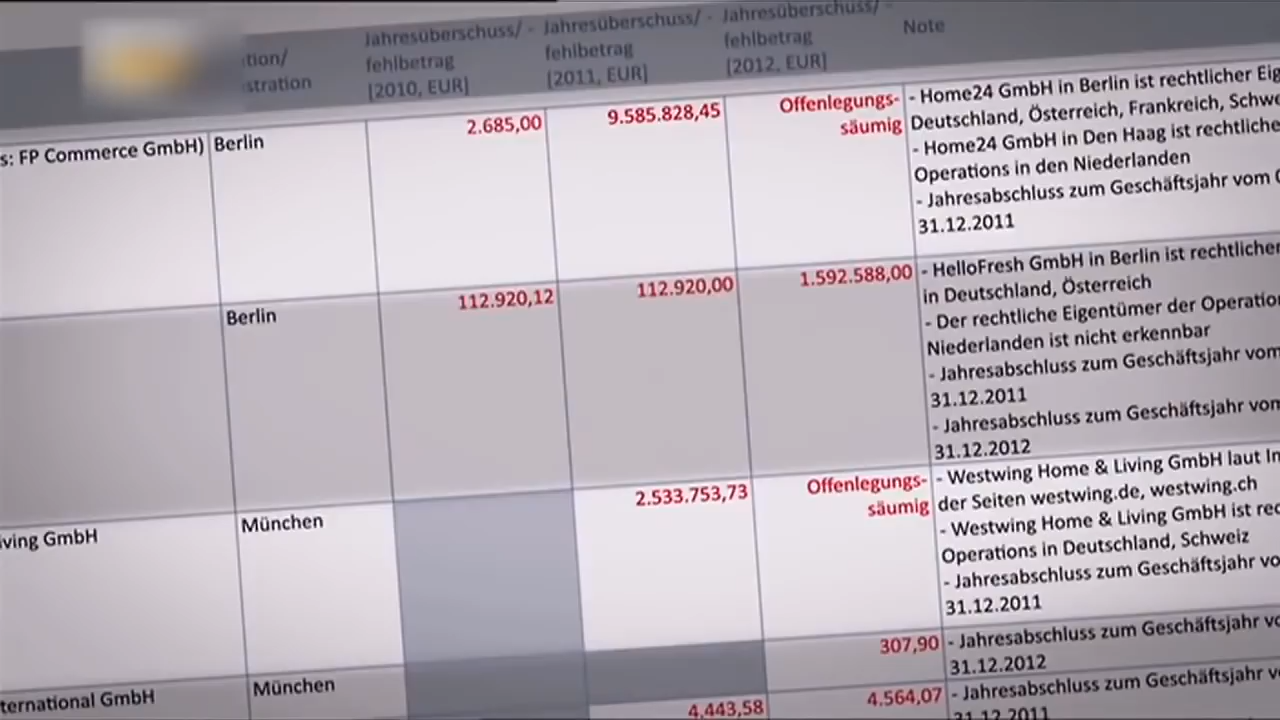 tion/
stration
Jahresüberschuss/ -
fehlbetrag
[2010, EUR]
Jahresüberschuss/ -
fehlbetrag
[2011, EUR]
Jahresüberschuss/ -
fehlbetrag
[2012, EUR]
Note
s: FP Commerce GmbH)
Berlin
2.685,00
9.585.828,45
Offenlegungs-
säumig
- Home24 GmbH in Berlin ist rechtlicher Eig
Deutschland, Österreich, Frankreich, Schwe
- Home24 GmbH in Den Haag ist rechtliche
Operations in den Niederlanden
- Jahresabschluss zum Geschäftsjahr vom
31.12.2011
Berlin
112.920,12
112.920,00
1.592.588,00
- HelloFresh GmbH in Berlin ist rechtlicher
in Deutschland, Österreich
- Der rechtliche Eigentümer der Operatio
Niederlanden ist nicht erkennbar
- Jahresabschluss zum Geschäftsjahr vom
31.12.2011
- Jahresabschluss zum Geschäftsjahr vom
31.12.2012
iving GmbH
München
2.533.753,73
Offenlegungs-
säumig
- Westwing Home & Living GmbH laut Im
der Seiten westwing.de, westwing.ch
- Westwing Home & Living GmbH ist rec
Operations in Deutschland, Schweiz
- Jahresabschluss zum Geschäftsjahr vo
31.12.2011
307,90
- Jahresabschluss zum Geschäftsjahr vo
31.12.2012
ternational GmbH
München
4,443,58
4.564,07
- Jahresabschluss zum Geschäftsjahr v
31.12.2011